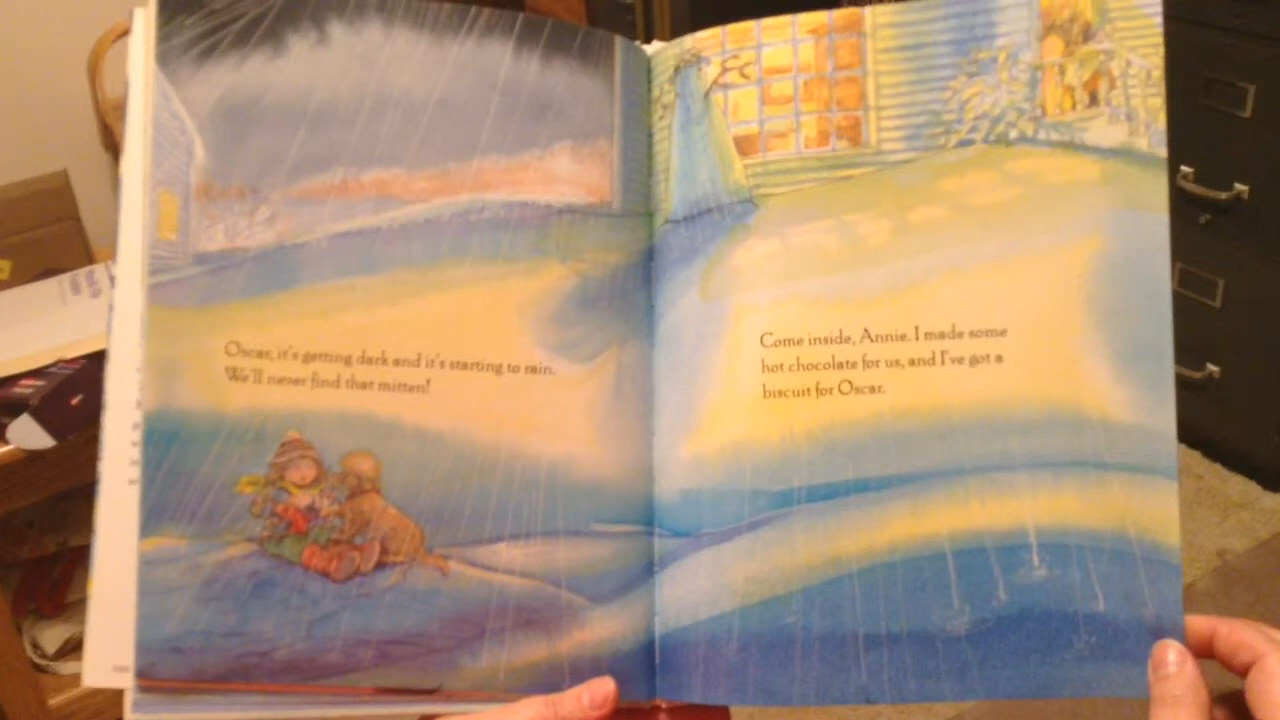 Oscar, it's getting dark and it's starting to rain.
We'll never find that mitten!
Come inside, Annie. I made some
hot chocolate for us, and I've got a
biscuit for Oscar.